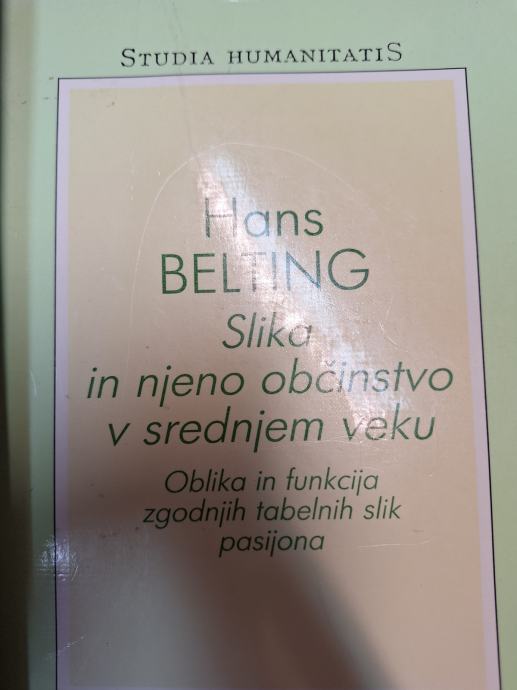 STUDIA HUMANITATIS
Hans
BELTING
Slika
in njeno občinstvo
v srednjem veku
Oblika in funkcija
zgodnjih tabelnih slik
pasijona